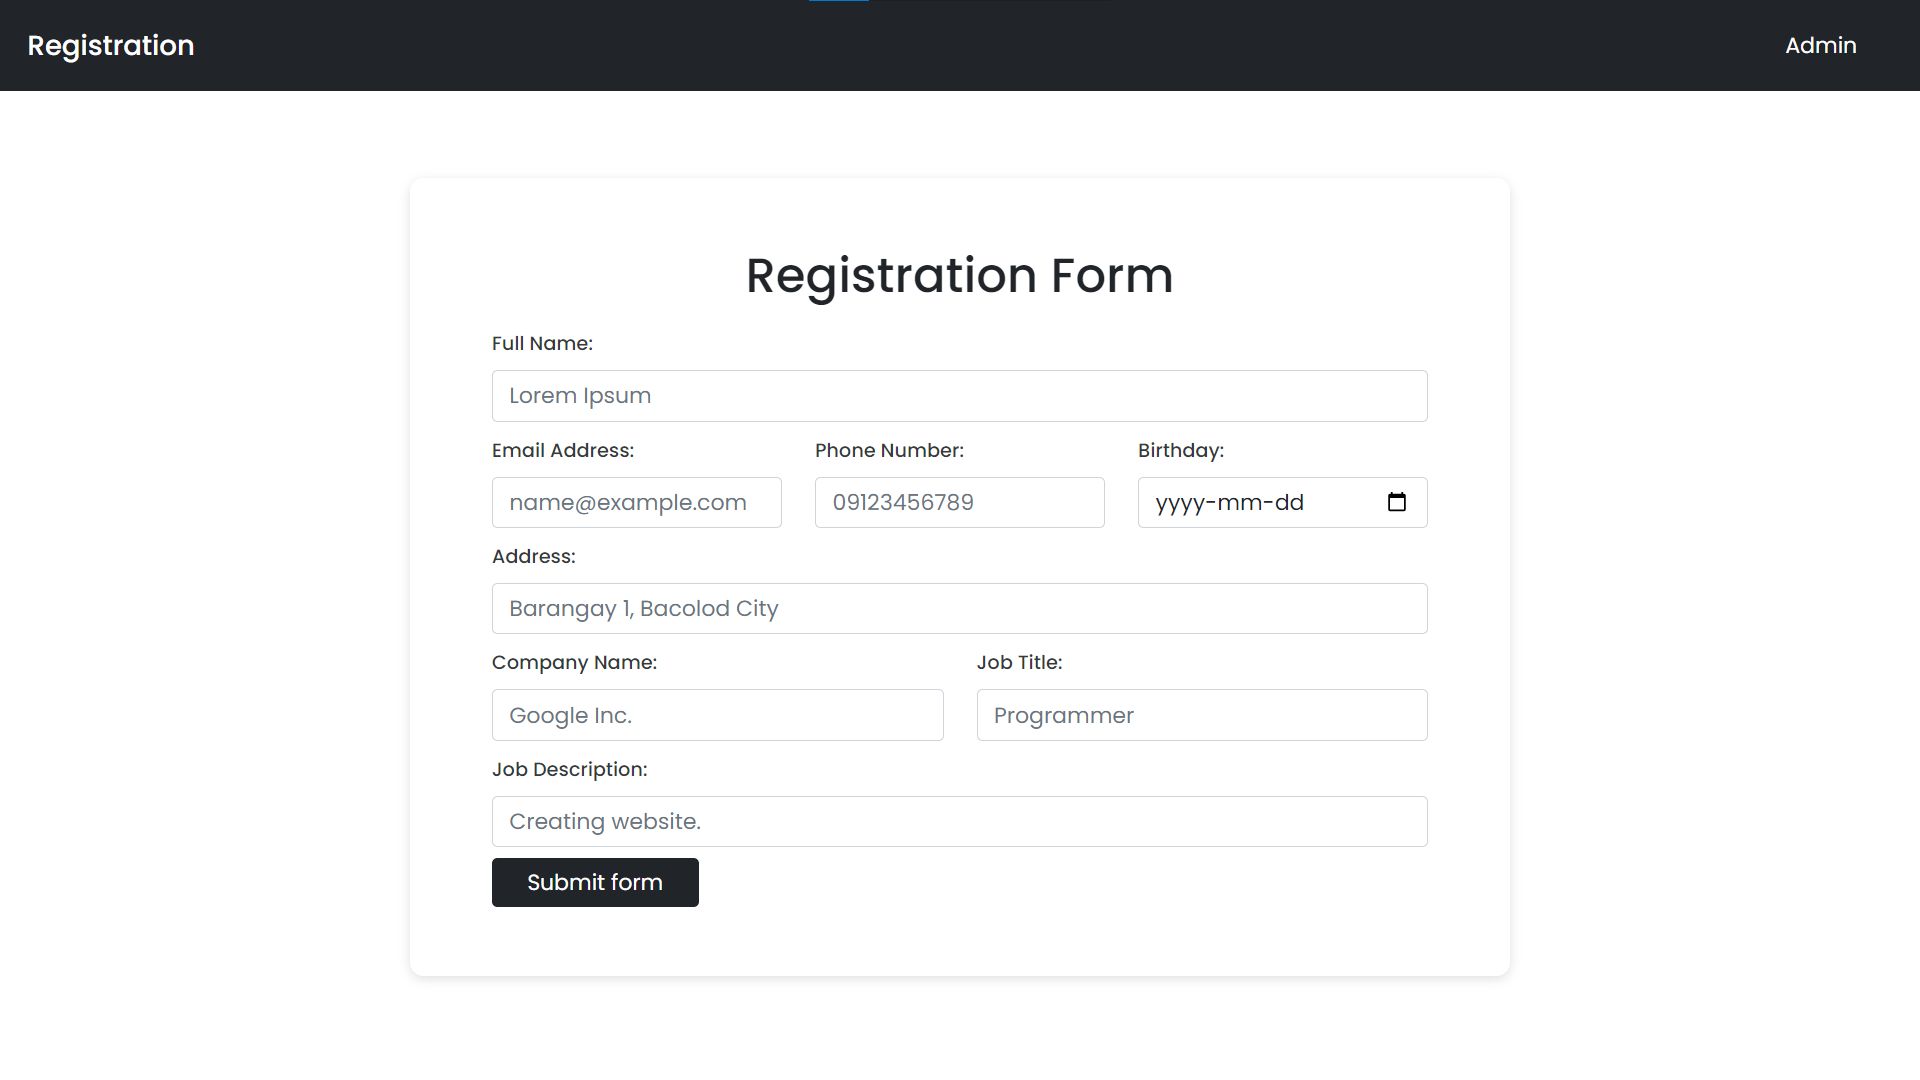 Registration
Admin
Registration Form
Full Name:
Lorem Ipsum
Email Address: Phone Number: Birthday:
name@example.com 09123456789 yyyy-mm-dd
Address:
Barangay 1, Bacolod City
Company Name: Job Title:
Google Inc. Programmer
Job Description:
Creating website.
Submit form